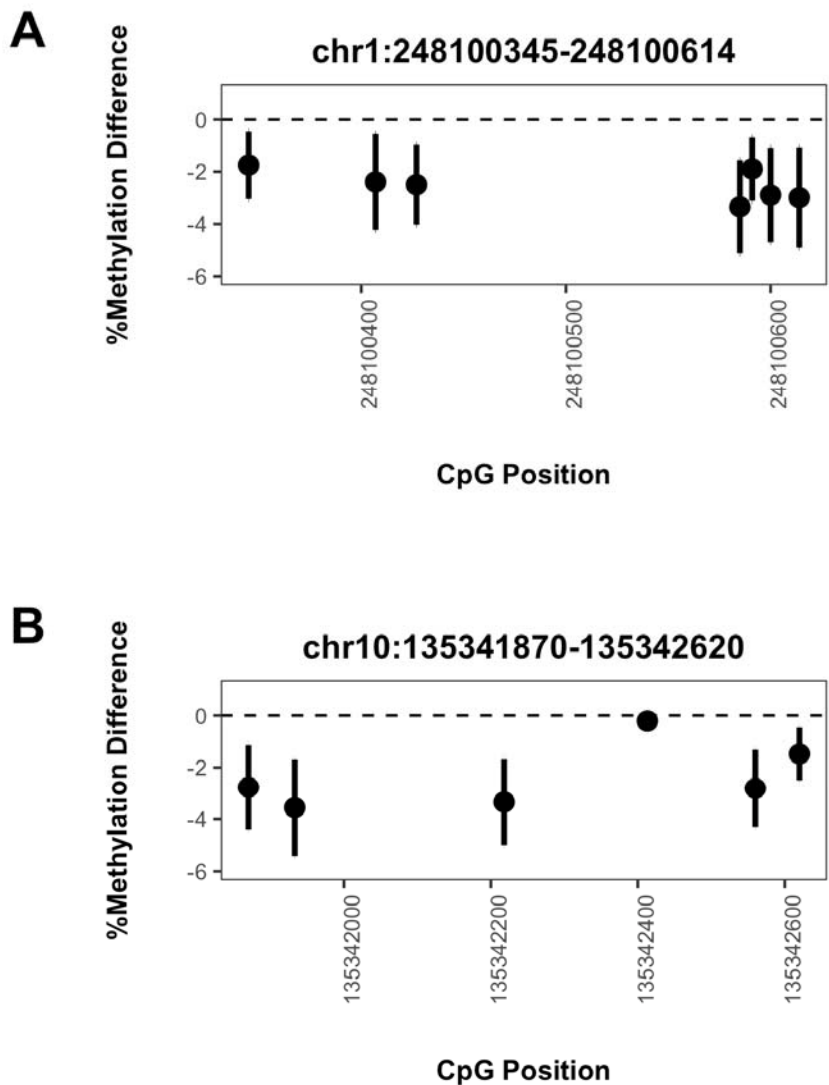 A
chr1:248100345-248100614
%Methylation Difference
0
-2
-4
-6
248100400
248100500
248100600
CpG Position
B
chr10:135341870-135342620
%Methylation Difference
0
-2
-4
-6
135342000
135342200
135342400
135342600
CpG Position